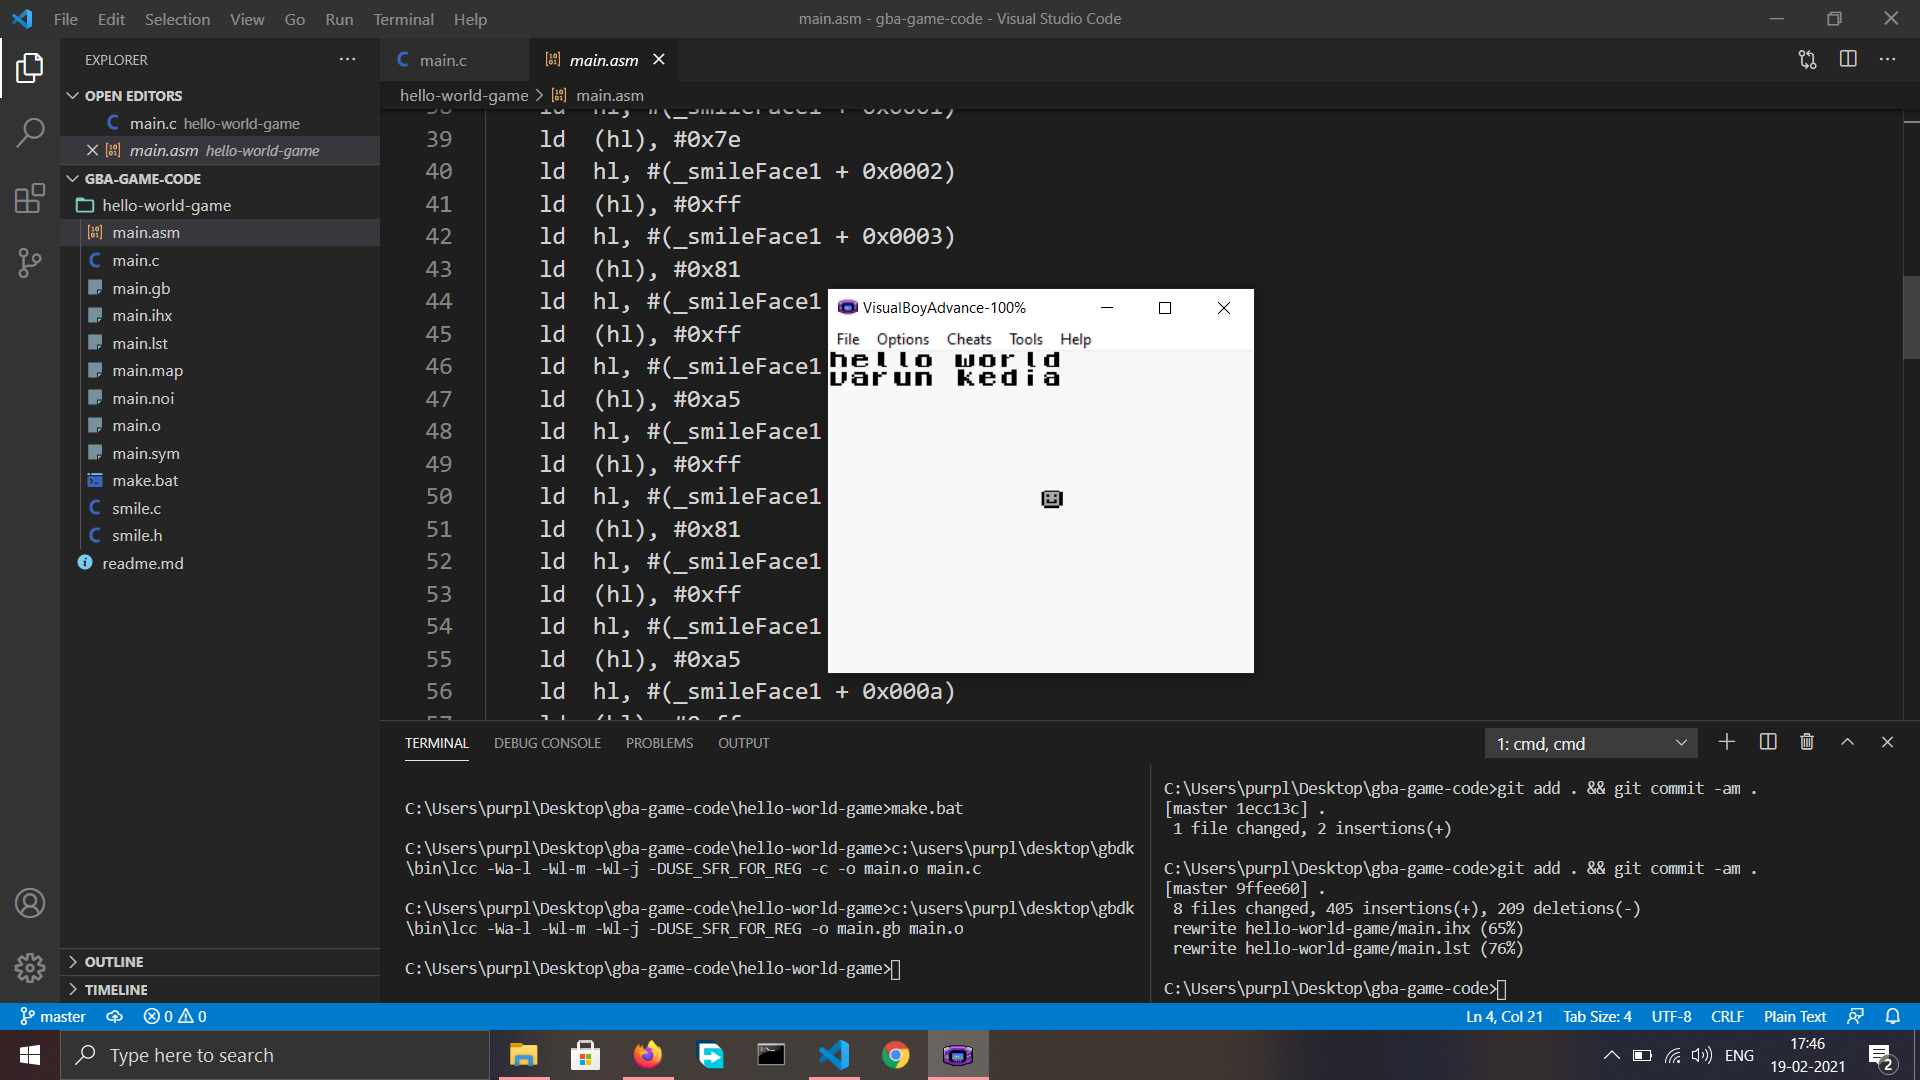 File Edit Selection View Go Run Terminal Help
main.asm - gba-game-code - Visual Studio Code
EXPLORER
OPEN EDITORS
main.c hello-world-game
main.asm hello-world-game
GBA-GAME-CODE
hello-world-game
main.asm
main.c
main.gb
main.ihx
main.lst
main.map
main.noi
main.o
main.sym
make.bat
smile.c
smile.h
readme.md
OUTLINE
TIMELINE
main.c
main.asm
hello-world-game > main.asm
38 ld hl, #(_smileFace1 + 0x0001)
39 ld (hl), #0x7e
40 ld hl, #(_smileFace1 + 0x0002)
41 ld (hl), #0xff
42 ld hl, #(_smileFace1 + 0x0003)
43 ld (hl), #0x81
44 ld hl, #(_smileFace1
45 ld (hl), #0xff
46 ld hl, #(_smileFace1
47 ld (hl), #0xa5
48 ld hl, #(_smileFace1
49 ld (hl), #0xff
50 ld hl, #(_smileFace1
51 ld (hl), #0x81
52 ld hl, #(_smileFace1
53 ld (hl), #0xff
54 ld hl, #(_smileFace1
55 ld (hl), #0xa5
56 ld hl, #(_smileFace1 + 0x000a)
57 ld (hl), #0xff
VisualBoyAdvance-100%
File Options Cheats Tools Help
hello world
varun kedia
TERMINAL DEBUG CONSOLE PROBLEMS OUTPUT
1: cmd, cmd
C:\Users\purpl\Desktop\gba-game-code\hello-world-game>make.bat
C:\Users\purpl\Desktop\gba-game-code\hello-world-game>c:\users\purpl\desktop\gbdk
\bin\lcc -Wa-l -Wl-m -Wl-j -DUSE_SFR_FOR_REG -c -o main.o main.c
C:\Users\purpl\Desktop\gba-game-code\hello-world-game>c:\users\purpl\desktop\gbdk
\bin\lcc -Wa-l -Wl-m -Wl-j -DUSE_SFR_FOR_REG -o main.gb main.o
C:\Users\purpl\Desktop\gba-game-code\hello-world-game>
C:\Users\purpl\Desktop\gba-game-code>git add . && git commit -am .
[master 1ecc13c] .
1 file changed, 2 insertions(+)
C:\Users\purpl\Desktop\gba-game-code>git add . && git commit -am .
[master 9ffee60] .
8 files changed, 405 insertions(+), 209 deletions(-)
rewrite hello-world-game/main.ihx (65%)
rewrite hello-world-game/main.lst (76%)
C:\Users\purpl\Desktop\gba-game-code>
master 0 0
Ln 4, Col 21 Tab Size: 4 UTF-8 CRLF Plain Text
Type here to search
ENG
17:46
19-02-2021
2